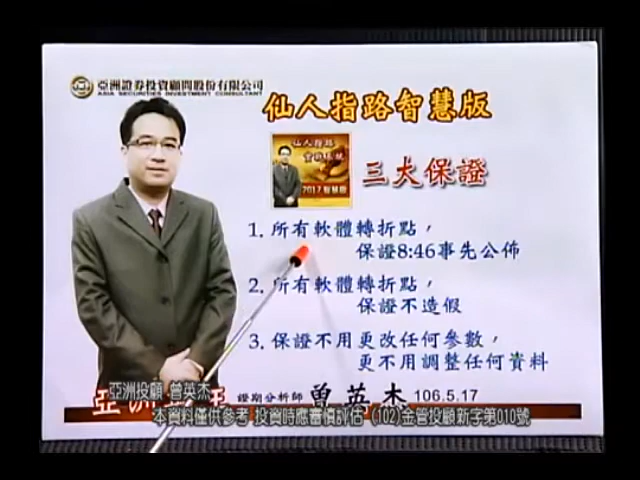 亞洲證券投資顧問股份有限公司
ASIA SECURITIES INVESTMENT CONSULTANT
仙人指路智慧版
仙人指路
2017智慧版
三大保證
1. 所有軟體轉折點，
保證8:46事先公佈
2. 所有軟體轉折點，
保證不造假
3. 保證不用更改任何參數，
更不用調整任何資料
亞洲投顧 曾英杰
證期分析師 曾英杰 106.5.17
本資料僅供參考 投資時應審慎評估 (102)金管投顧新字第010號